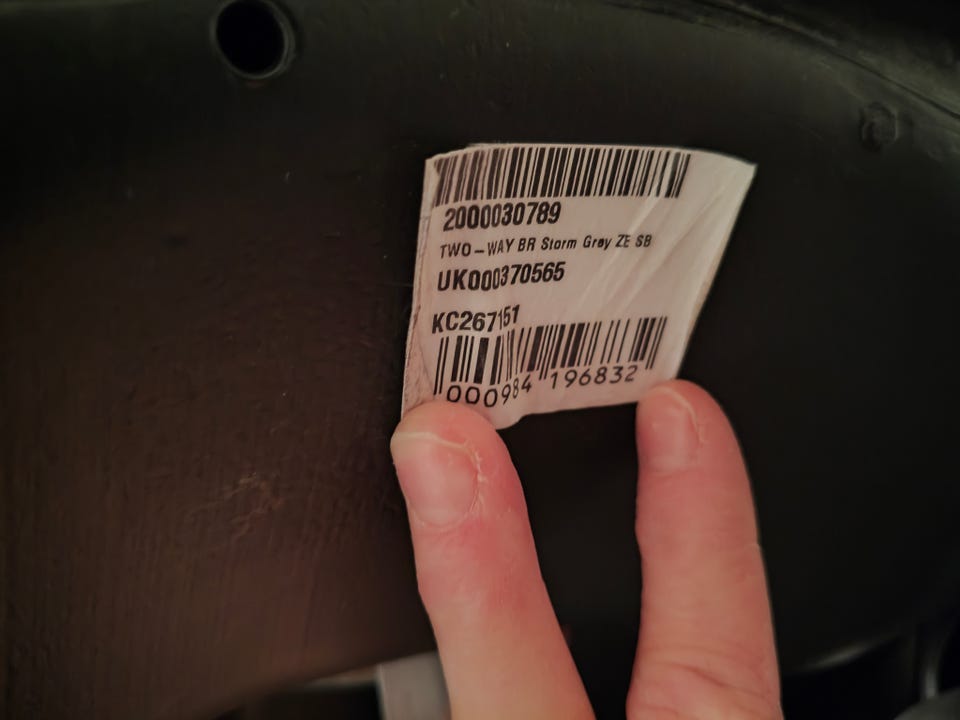 2000030789
TWO-WAY BR Storm Grey ZE SB
UK000370565
KC267151
000984 196832